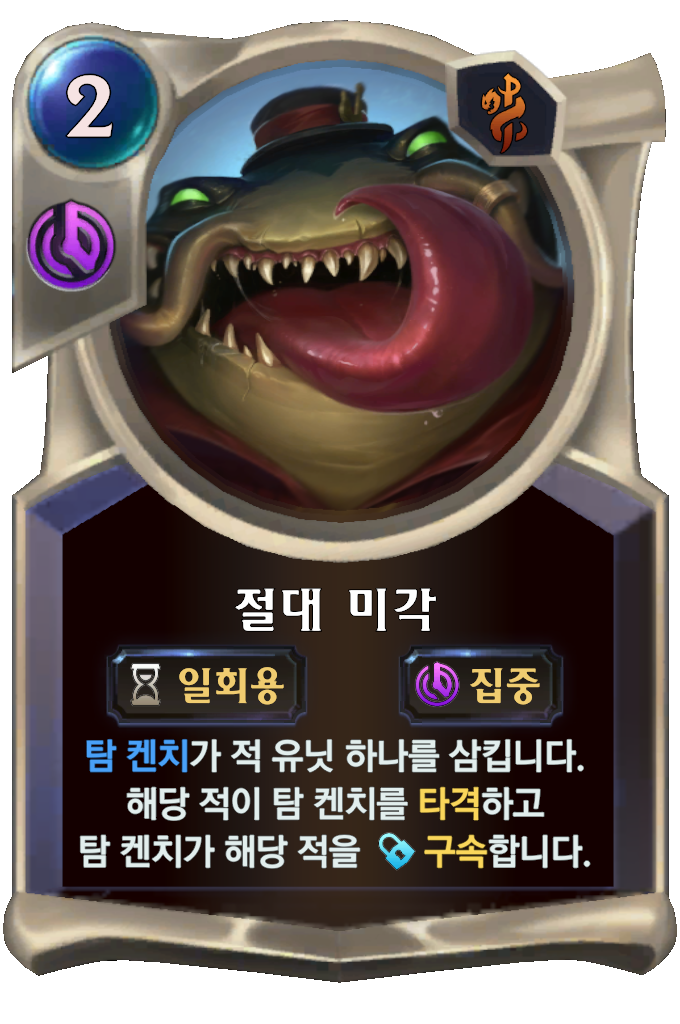 2
절대 미각
일회용 집중
탐 켄치가 적 유닛 하나를 삼킵니다.
해당 적이 탐 켄치를 타격하고
탐 켄치가 해당 적을 구속합니다.